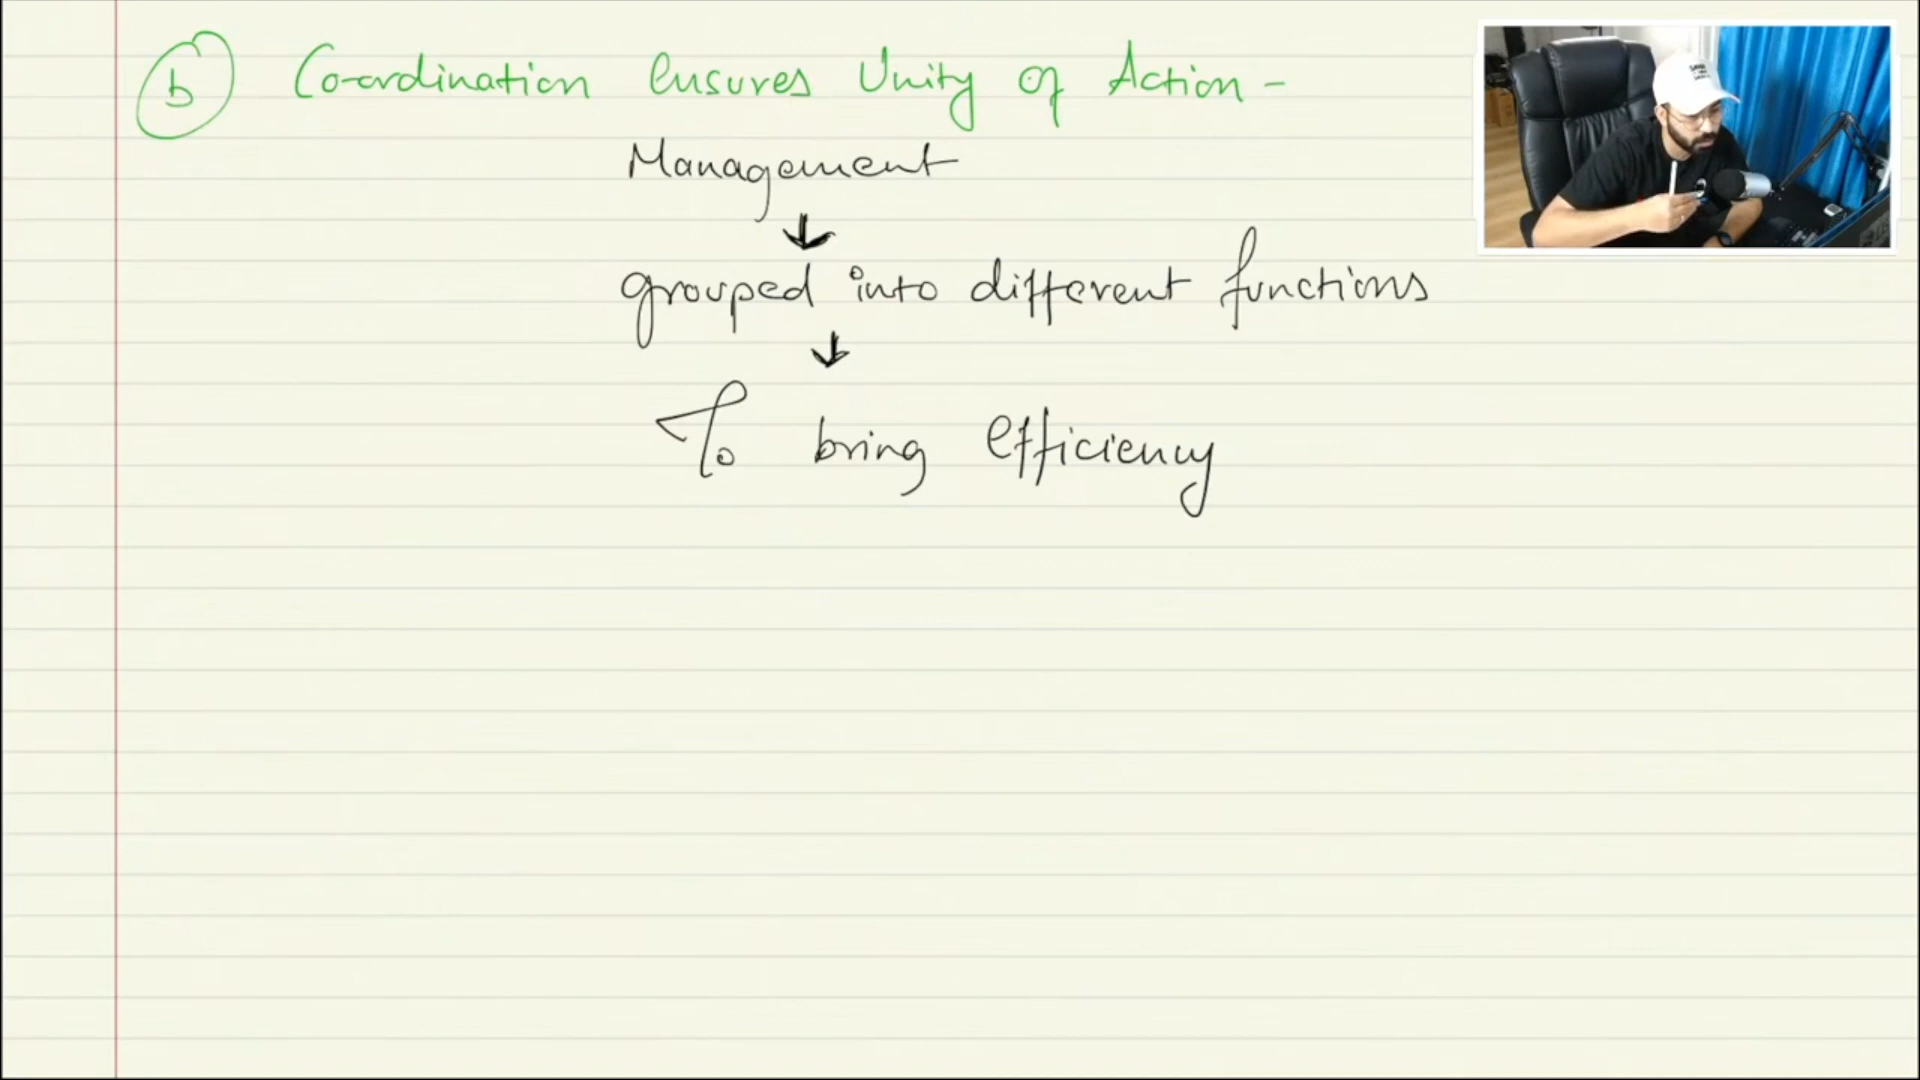 b Co-ordination ensures Unity of Action -
Management
↓
grouped into different functions
↓
To bring efficiency